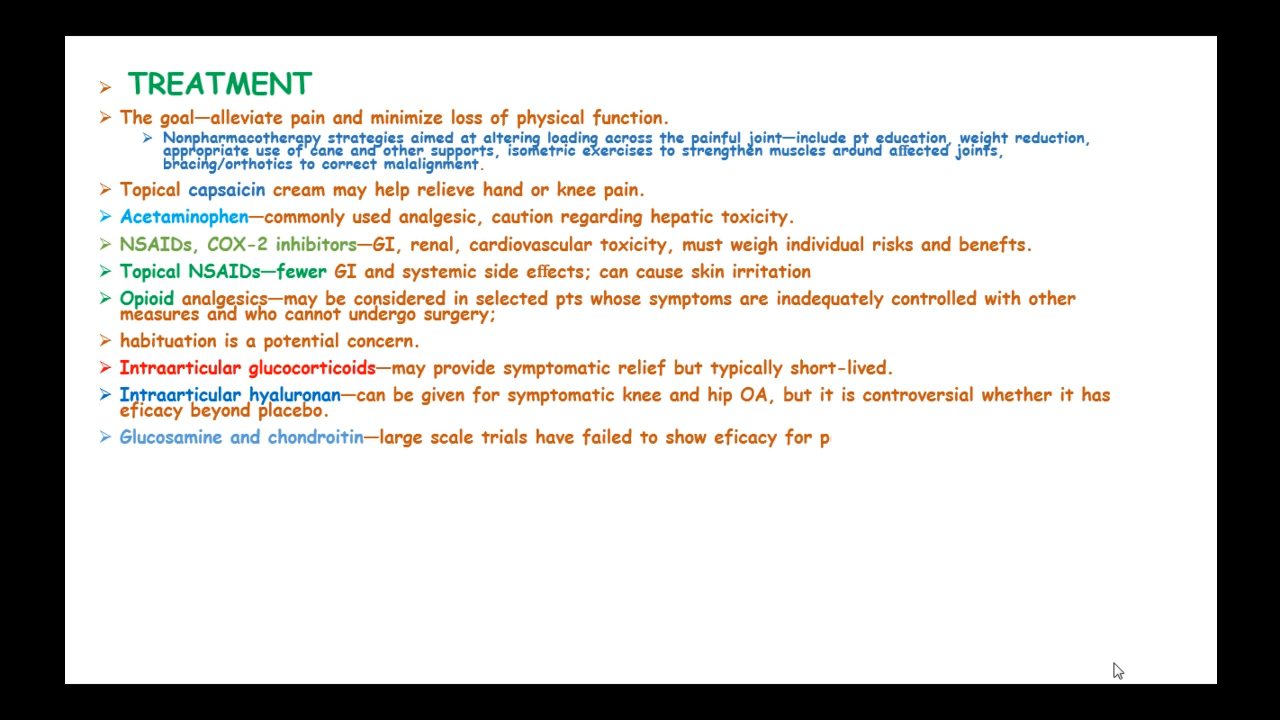 TREATMENT
The goal—alleviate pain and minimize loss of physical function.
Nonpharmacotherapy strategies aimed at altering loading across the painful joint—include pt education, weight reduction,
appropriate use of cane and other supports, isometric exercises to strengthen muscles around affected joints,
bracing/orthotics to correct malalignment.
Topical capsaicin cream may help relieve hand or knee pain.
Acetaminophen—commonly used analgesic, caution regarding hepatic toxicity.
NSAIDs, COX-2 inhibitors—GI, renal, cardiovascular toxicity, must weigh individual risks and benefts.
Topical NSAIDs—fewer GI and systemic side effects; can cause skin irritation
Opioid analgesics—may be considered in selected pts whose symptoms are inadequately controlled with other
measures and who cannot undergo surgery;
habituation is a potential concern.
Intraarticular glucocorticoids—may provide symptomatic relief but typically short-lived.
Intraarticular hyaluronan—can be given for symptomatic knee and hip OA, but it is controversial whether it has
eficacy beyond placebo.
Glucosamine and chondroitin—large scale trials have failed to show eficacy for p